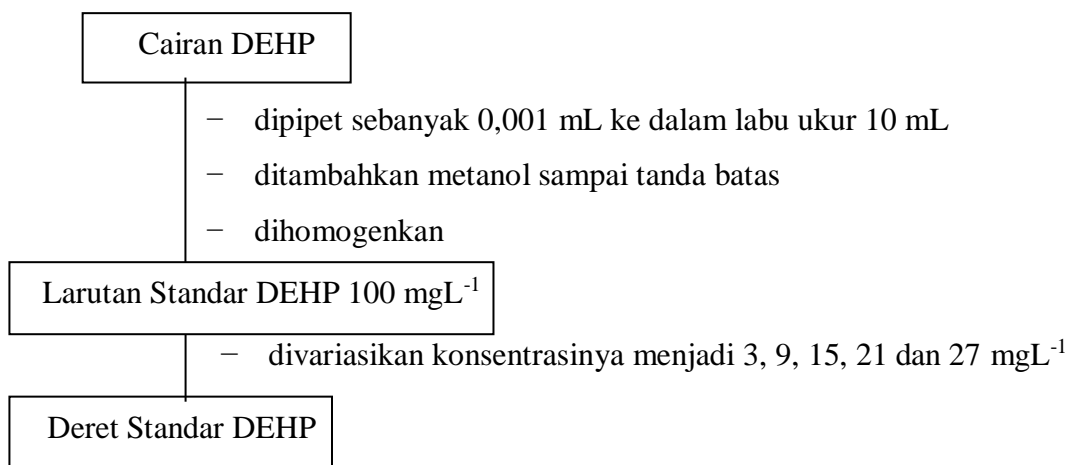 Cairan DEHP
− dipipet sebanyak 0,001 mL ke dalam labu ukur 10 mL
− ditambahkan metanol sampai tanda batas
− dihomogenkan
Larutan Standar DEHP 100 mgL⁻¹
− divariasikan konsentrasinya menjadi 3, 9, 15, 21 dan 27 mgL⁻¹
Deret Standar DEHP